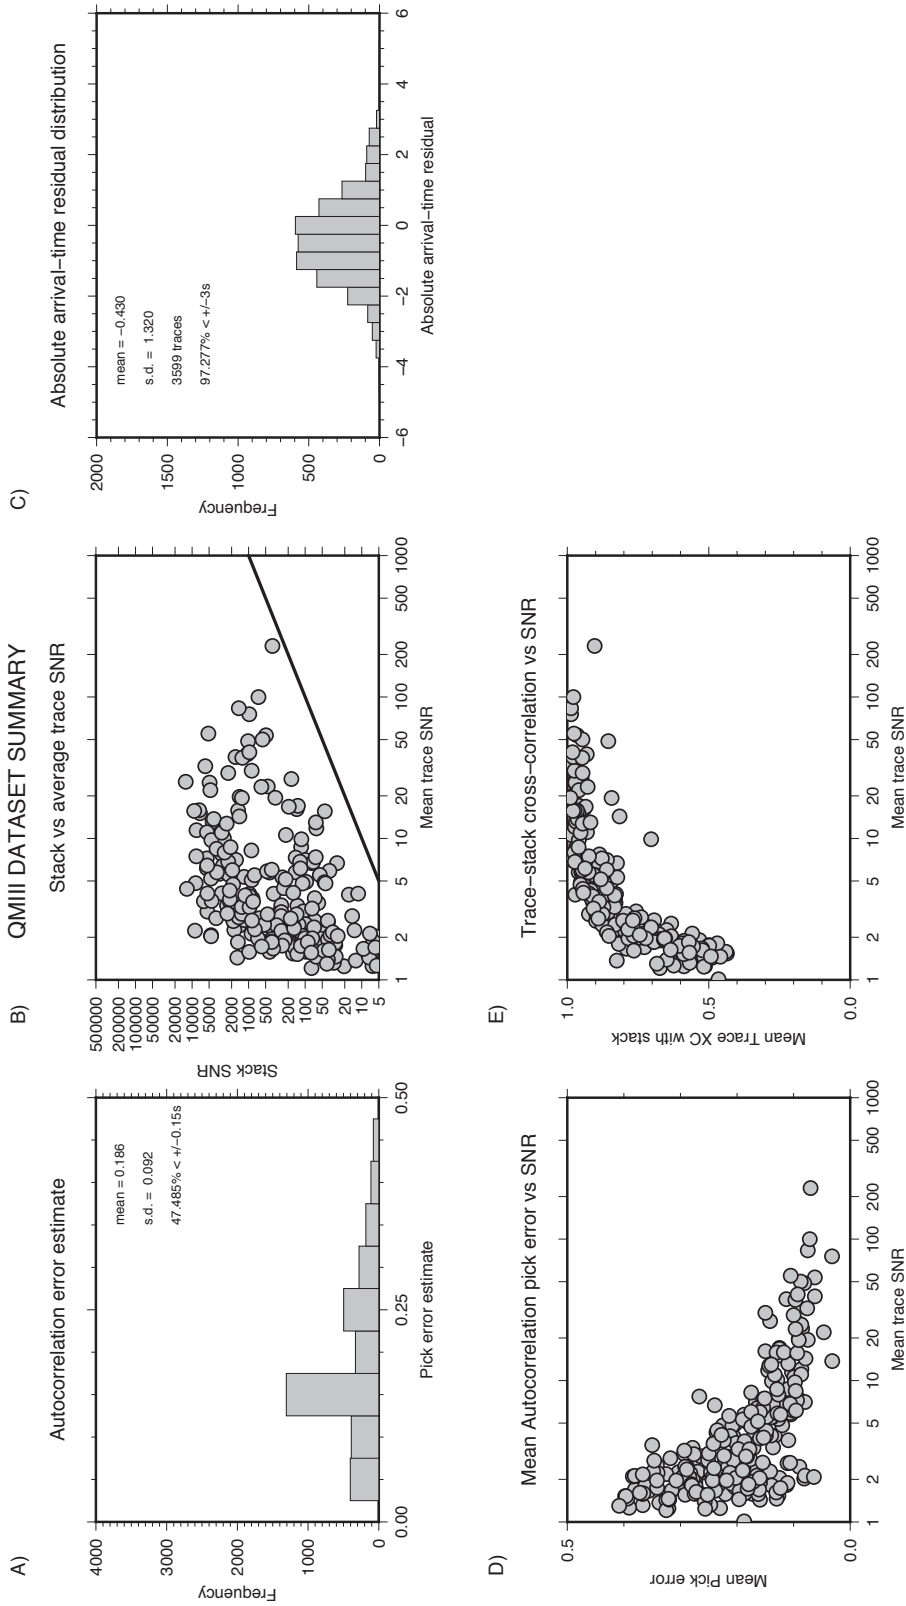 QMIII DATASET SUMMARY
A)
Autocorrelation error estimate
mean = 0.186
s.d. = 0.092
47.485% < +/−0.15s
Frequency
4000
3000
2000
1000
0
0.00
0.25
0.50
Pick error estimate
B)
Stack vs average trace SNR
Stack SNR
500000
200000
100000
50000
20000
10000
5000
2000
1000
500
200
100
50
20
10
5
1
2
5
10
20
50
100
200
500
1000
Mean trace SNR
C)
Absolute arrival−time residual distribution
mean = −0.430
s.d. = 1.320
3599 traces
97.277% < +/−3s
Frequency
2000
1500
1000
500
0
−6
−4
−2
0
2
4
6
Absolute arrival−time residual
D)
Mean Autocorrelation pick error vs SNR
Mean Pick error
0.5
0.0
1
2
5
10
20
50
100
200
500
1000
Mean trace SNR
E)
Trace−stack cross−correlation vs SNR
Mean Trace XC with stack
1.0
0.5
0.0
1
2
5
10
20
50
100
200
500
1000
Mean trace SNR